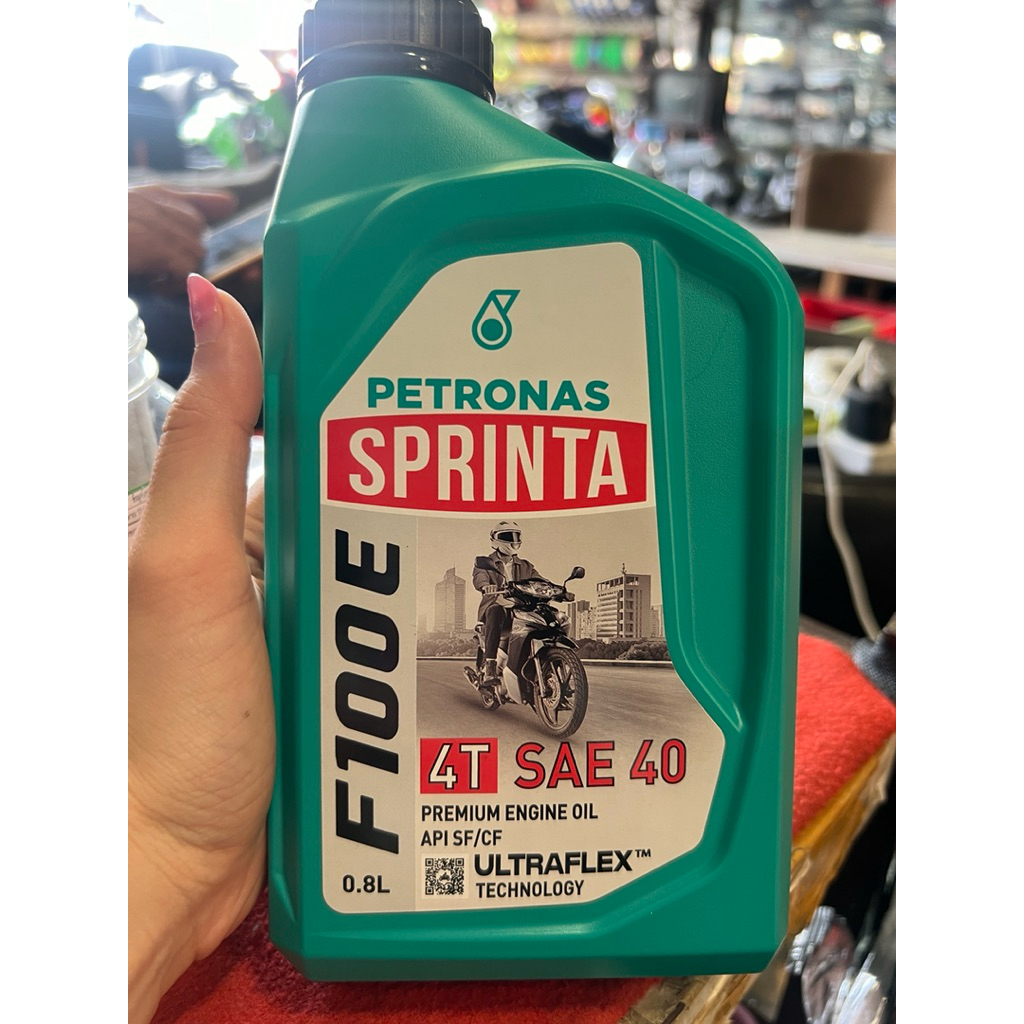 PETRONAS
SPRINTA
F100E
4T SAE 40
PREMIUM ENGINE OIL
API SF/CF
ULTRAFLEX™
TECHNOLOGY
0.8L